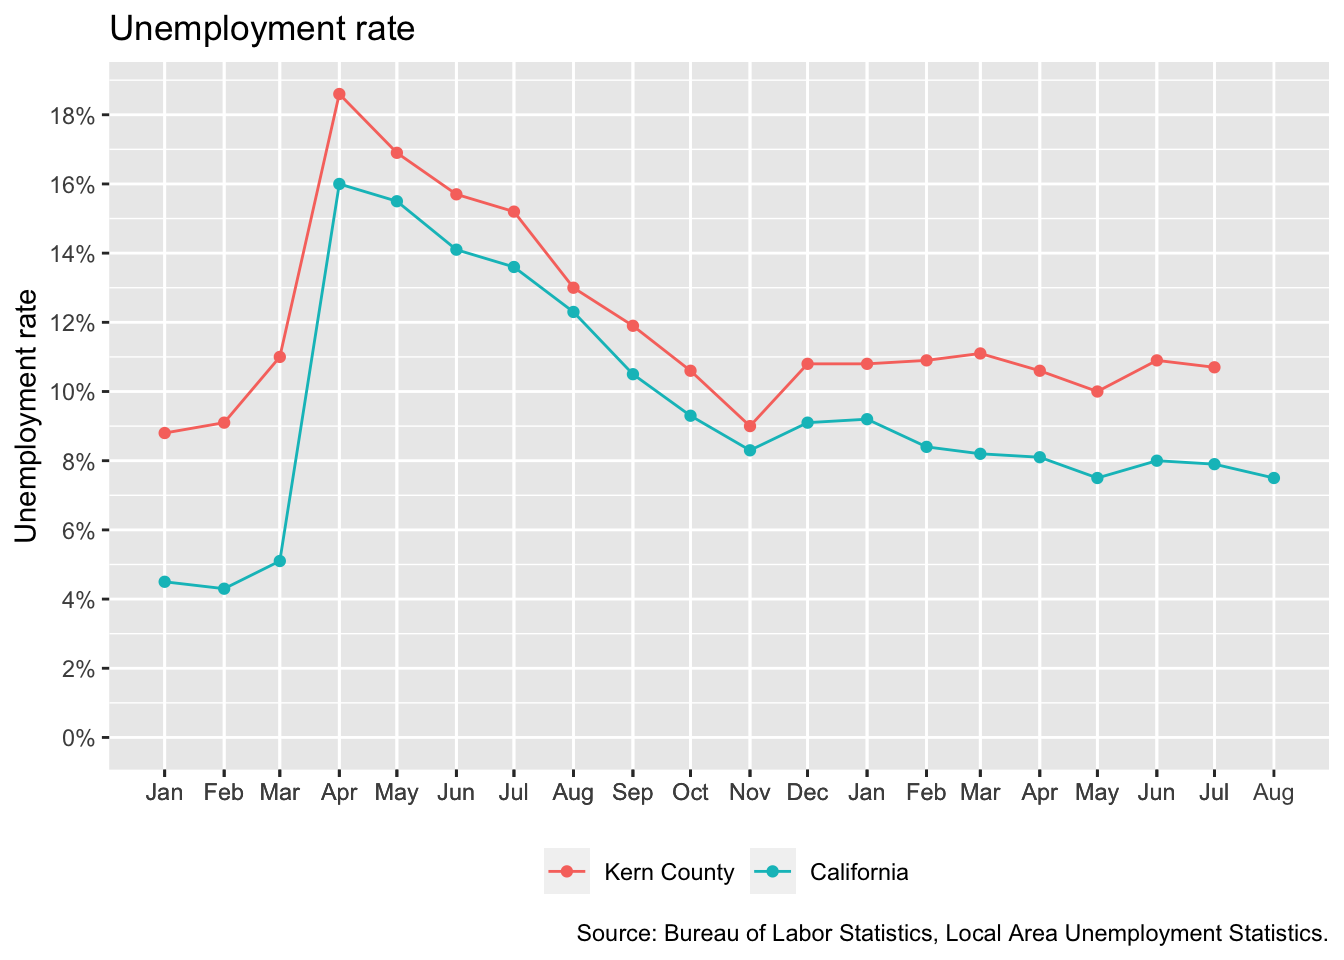 Unemployment rate
Unemployment rate
18%
16%
14%
12%
10%
8%
6%
4%
2%
0%
Jan Feb Mar Apr May Jun Jul Aug Sep Oct Nov Dec Jan Feb Mar Apr May Jun Jul Aug
Kern County California
Source: Bureau of Labor Statistics, Local Area Unemployment Statistics.